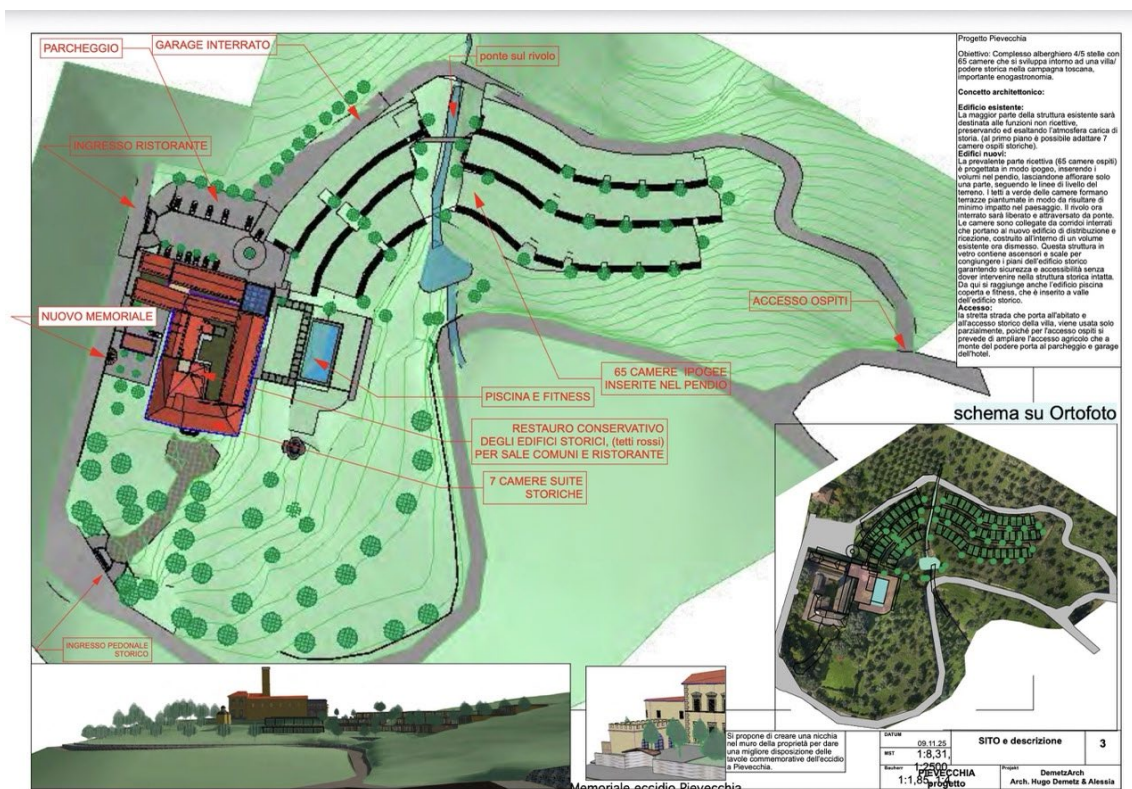 PARCHEGGIO
GARAGE INTERRATO
ponte sul rivolo
INGRESSO RISTORANTE
NUOVO MEMORIALE
ACCESSO OSPITI
65 CAMERE IPOGEE
INSERITE NEL PENDIO
PISCINA E FITNESS
RESTAURO CONSERVATIVO
DEGLI EDIFICI STORICI, (tetti rossi)
PER SALE COMUNI E RISTORANTE
7 CAMERE SUITE
STORICHE
INGRESSO PEDONALE
STORICO
Progetto Pievecchia
Obiettivo: Complesso alberghiero 4/5 stelle con
65 camere che si sviluppa intorno ad una villa/
podere storica nella campagna toscana,
importante enogastronomia.
Concetto architettonico:
Edificio esistente:
La maggior parte della struttura esistente sarà
destinata alle funzioni non ricettive,
preservando ed esaltando l'atmosfera carica di
storia. (al primo piano è possibile adattare 7
camere ospiti storiche).
Edifici nuovi:
La prevalente parte ricettiva (65 camere ospiti)
è progettata in modo ipogeo, inserendo i
volumi nel pendio, lasciandone affiorare solo
una parte, seguendo le linee di livello del
terreno. I tetti a verde delle camere formano
terrazze piantumate in modo da risultare di
minimo impatto nel paesaggio. Il rivolo ora
interrato sarà liberato e attraversato da ponte.
Le camere sono collegate da corridoi interrati
che portano al nuovo edificio di distribuzione e
ricezione, costruito all'interno di un volume
esistente ora dismesso. Questa struttura in
vetro contiene ascensori e scale per
congiungere i piani dell'edificio storico
garantendo sicurezza e accessibilità senza
dover intervenire nella struttura storica intatta.
Da qui si raggiunge anche l'edificio piscina
coperta e fitness, che è inserito a valle
dell'edificio storico.
Accesso:
la stretta strada che porta all'abitato e
all'accesso storico della villa, viene usata solo
parzialmente, poiché per l'accesso ospiti si
prevede di ampliare l'accesso agricolo che a
monte del podere porta al parcheggio e garage
dell'hotel.
schema su Ortofoto
Si propone di creare una nicchia
nel muro della proprietà per dare
una migliore disposizione delle
tavole commemorative dell'eccidio
a Pievecchia.
Memoriale eccidio Pievecchia
DATUM
09.11.25
MST
1:8,31,
1:2500
1:1,85, 1:4
Bauherr
PIEVECCHIA
progetto
SITO e descrizione
3
Projekt
DemetzArch
Arch. Hugo Demetz & Alessia